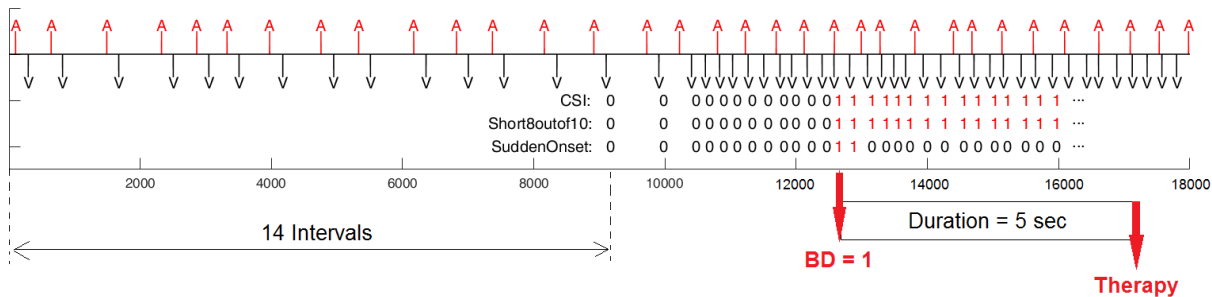 A A A A A A A A A A A A A A A A A A A A A A A A A A A A A A A A A
V V V V V V V V V V V V V V V V V V V V V V V V V V V V V V V V V V V V V V V V V V V V V V V V
CSI: 0 0 0 0 0 0 0 0 0 0 0 0 1 1 1 1 1 1 1 1 1 1 1 1 1 1 1 ...
Short8outof10: 0 0 0 0 0 0 0 0 0 0 0 0 1 1 1 1 1 1 1 1 1 1 1 1 1 1 1 ...
SuddenOnset: 0 0 0 0 0 0 0 0 0 0 0 0 1 1 0 0 0 0 0 0 0 0 0 0 0 0 0 ...
2000 4000 6000 8000 10000 12000 14000 16000 18000
14 Intervals
Duration = 5 sec
BD = 1
Therapy